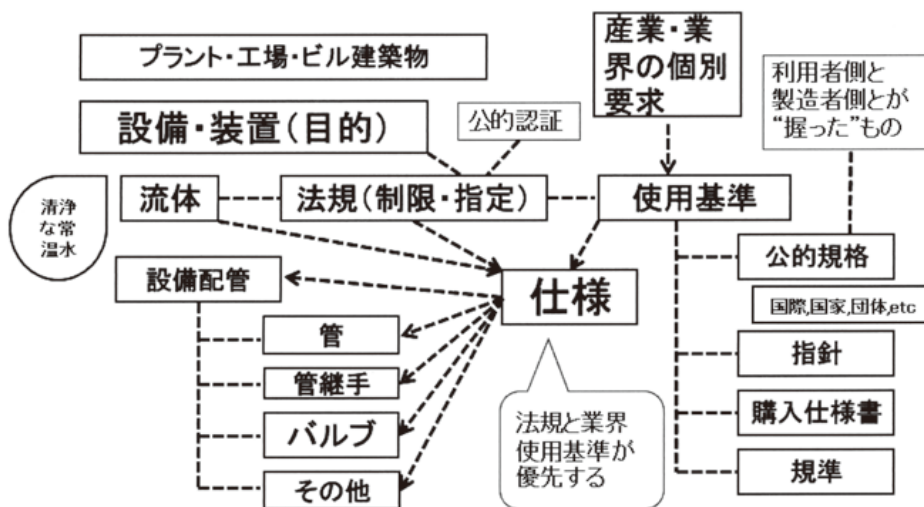 プラント・工場・ビル建築物
産業・業
界の個別
要求
利用者側と
製造者側とが
“握った”もの
設備・装置(目的)
公的認証
清浄
な常
温水
流体
法規(制限・指定)
使用基準
設備配管
仕様
公的規格
国際,国家,団体,etc
管
管継手
バルブ
その他
法規と業界
使用基準が
優先する
指針
購入仕様書
規準